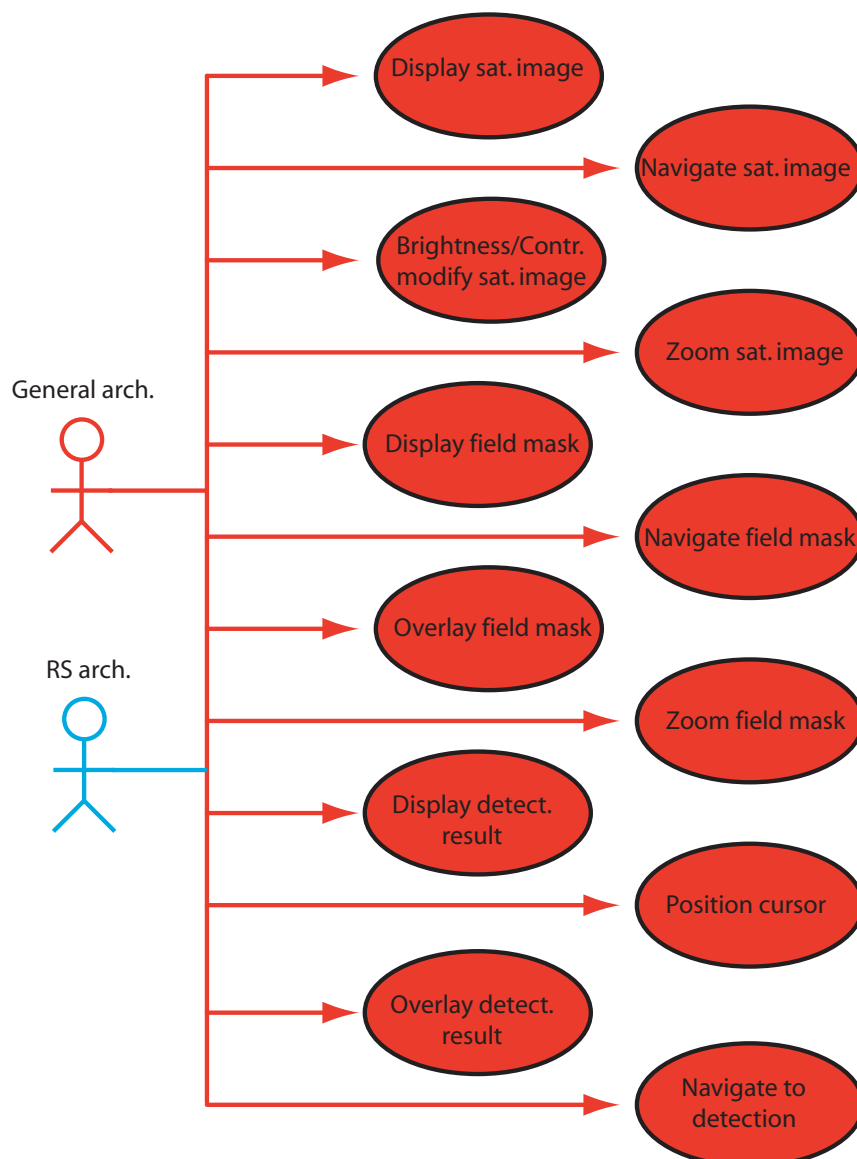 Display sat. image
Navigate sat. image
Brightness/Contr.
modify sat. image
Zoom sat. image
General arch.
Display field mask
Navigate field mask
Overlay field mask
RS arch.
Zoom field mask
Display detect.
result
Position cursor
Overlay detect.
result
Navigate to
detection